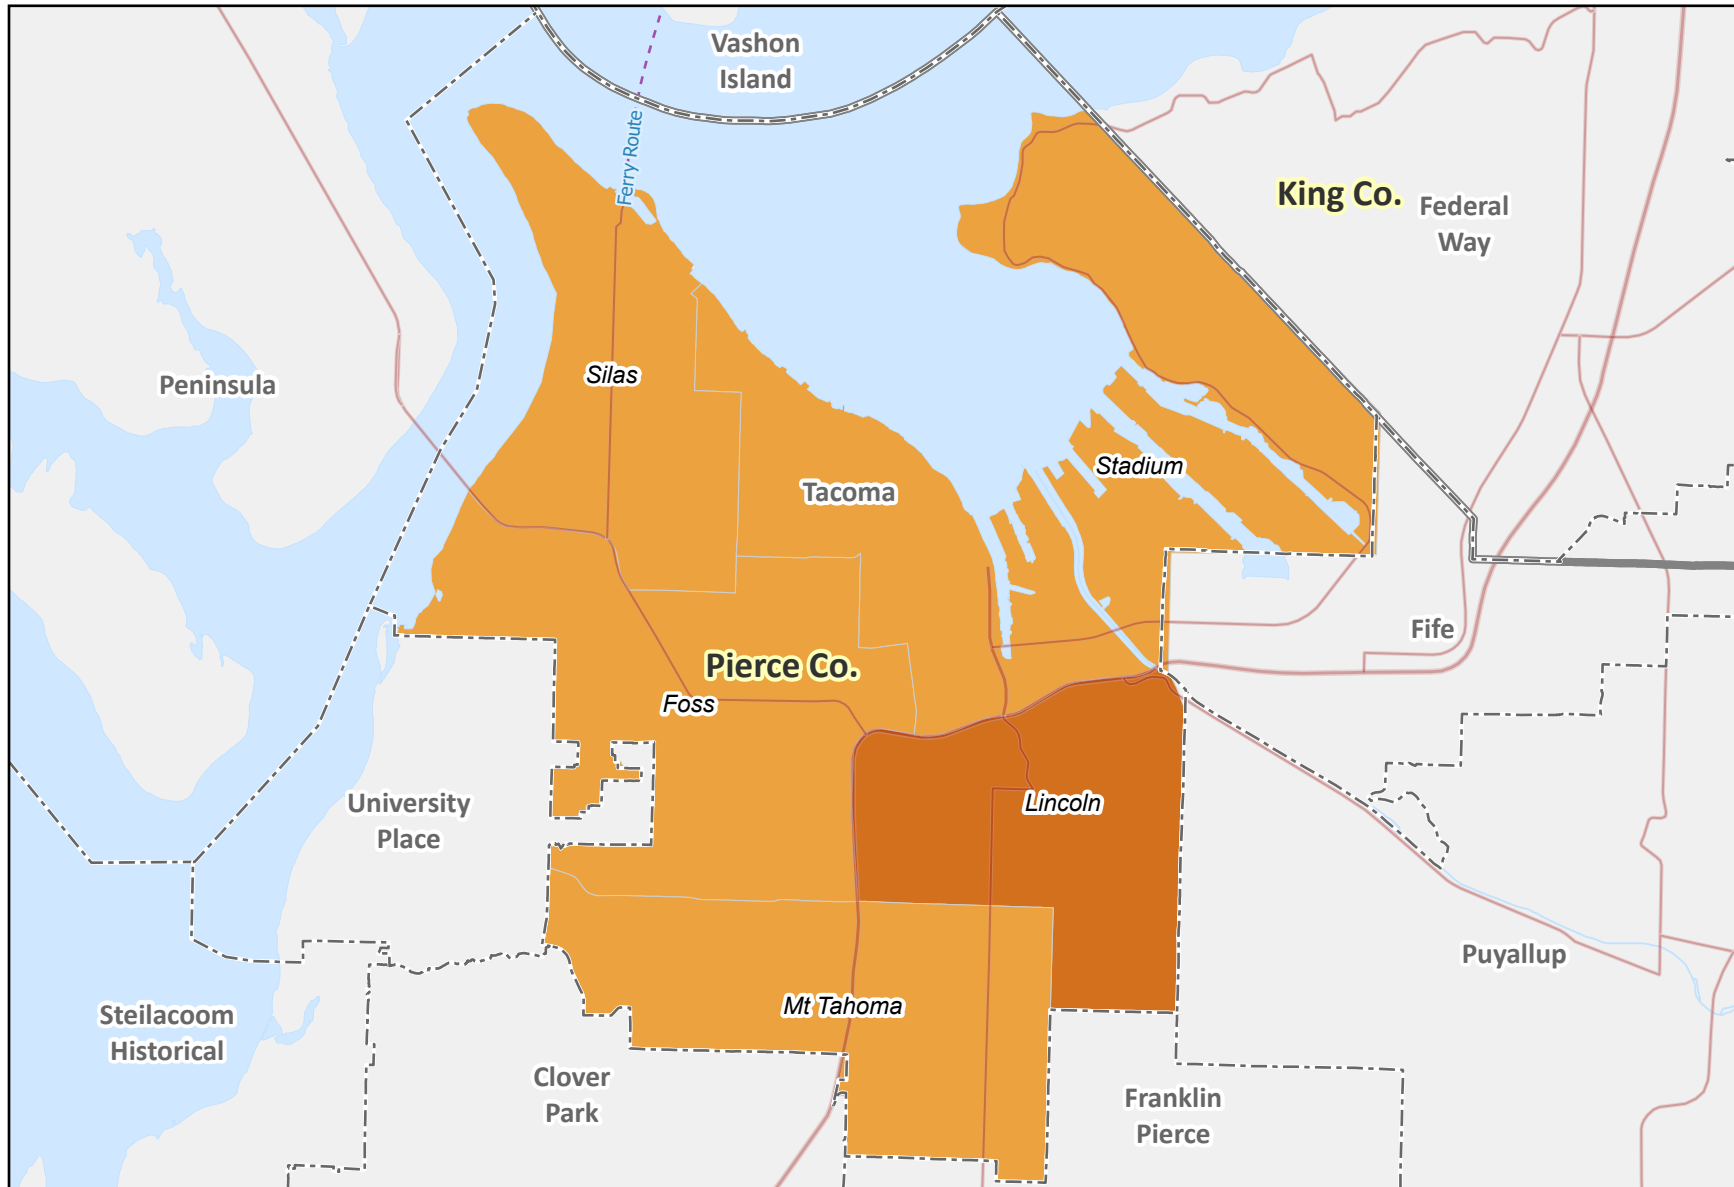 Vashon
Island
Ferry Route
King Co.
Federal
Way
Peninsula
Silas
Stadium
Tacoma
Fife
Pierce Co.
Foss
University
Place
Lincoln
Puyallup
Mt Tahoma
Steilacoom
Historical
Clover
Park
Franklin
Pierce